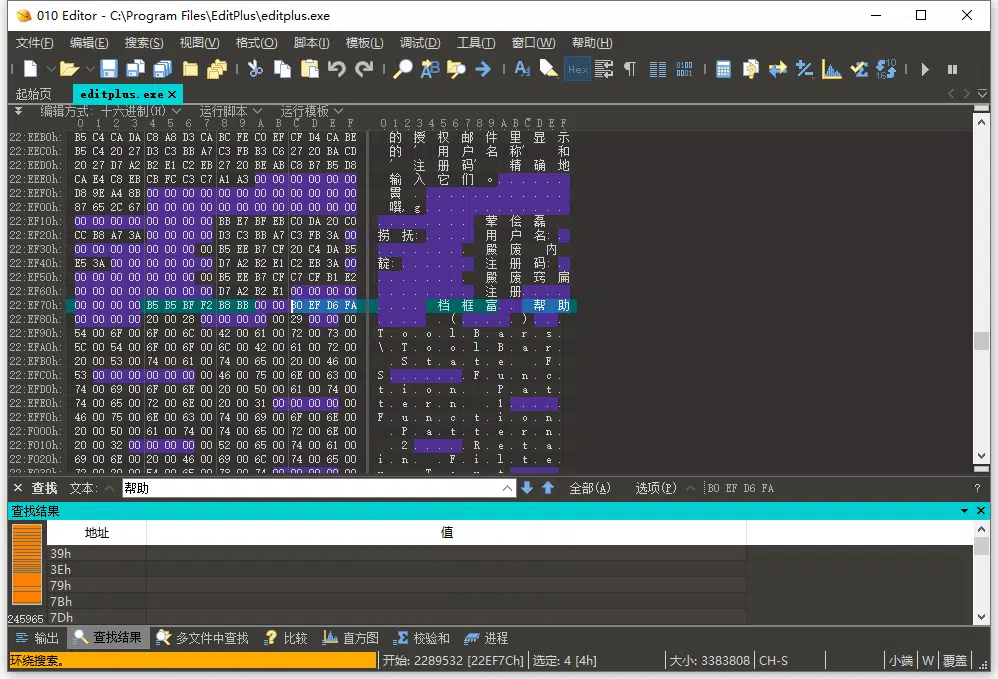 010 Editor - C:\Program Files\EditPlus\editplus.exe
文件(F) 编辑(E) 搜索(S) 视图(V) 格式(O) 脚本(I) 模板(L) 调试(D) 工具(T) 窗口(W) 帮助(H)
Hex
起始页 editplus.exe ×
编辑方式: 十六进制(H) 运行脚本 运行模板
0 1 2 3 4 5 6 7 8 9 A B C D E F 0123456789ABCDEF
22:EEB0h: B5 C4 CA DA C8 A8 D3 CA BC FE C0 EF CF D4 CA BE 的授权邮件里显示
22:EEC0h: B5 C4 20 27 D3 C3 BB A7 C3 FB B3 C6 27 20 BA CD 的 '用户名称' 和
22:EED0h: 20 27 D7 A2 B2 E1 C2 EB 27 20 BE AB C8 B7 B5 D8 '注册码' 精确地
22:EEE0h: CA E4 C8 EB CB FC C3 C7 A1 A3 00 00 00 00 00 00 输入它们。......
22:EEF0h: D8 9E A4 8B 00 00 00 00 00 00 00 00 00 00 00 00
22:EF00h: 87 65 2C 67 00 00 00 00 00 00 00 00 00 00 00 00
22:EF10h: 00 00 00 00 00 00 BB E7 BF EB C0 DA 20 C0
22:EF20h: CC B8 A7 3A 00 00 00 00 D3 C3 BB A7 C3 FB 3A 00 用户名:.
22:EF30h: 00 00 00 00 00 00 00 00 B5 EE B7 CF 20 C4 DA B5 殿废 内
22:EF40h: E5 3A 00 00 00 00 00 00 D7 A2 B2 E1 C2 EB 3A 00 注册码:.
22:EF50h: 00 00 00 00 00 00 00 00 B5 EE B7 CF C7 CF B1 E2 殿废窍扁
22:EF60h: 00 00 00 00 00 00 00 00 D7 A2 B2 E1 00 00 00 00 注册....
22:EF70h: 00 00 00 00 B5 B5 BF F2 B8 BB 00 00 B0 EF D6 FA ....档框富..帮助
22:EF80h: 00 00 00 00 20 00 28 00 00 00 00 00 29 00 00 00
22:EF90h: 54 00 6F 00 6F 00 6C 00 42 00 61 00 72 00 73 00 T.o.o.l.B.a.r.s.
22:EFA0h: 5C 00 54 00 6F 00 6F 00 6C 00 42 00 61 00 72 00 \.T.o.o.l.B.a.r.
22:EFB0h: 20 00 53 00 74 00 61 00 74 00 65 00 20 00 46 00 .S.t.a.t.e. .F.
22:EFC0h: 53 00 00 00 00 00 00 00 46 00 75 00 6E 00 63 00 S.......F.u.n.c.
22:EFD0h: 74 00 69 00 6F 00 6E 00 20 00 50 00 61 00 74 00 t.i.o.n. .P.a.t.
22:EFE0h: 74 00 65 00 72 00 6E 00 20 00 31 00 00 00 00 00 t.e.r.n. .1.....
22:EFF0h: 46 00 75 00 6E 00 63 00 74 00 69 00 6F 00 6E 00 F.u.n.c.t.i.o.n.
22:F000h: 20 00 50 00 61 00 74 00 74 00 65 00 72 00 6E 00 .P.a.t.t.e.r.n.
22:F010h: 20 00 32 00 00 00 00 00 52 00 65 00 74 00 61 00 .2.....R.e.t.a.
22:F020h: 69 00 6E 00 20 00 46 00 69 00 6C 00 74 00 65 00 i.n. .F.i.l.t.e.
× 查找 文本: 帮助 全部(A) 选项(P) B0 EF D6 FA ?
查找结果
地址 值
39h
3Eh
79h
7Bh
245965 7Dh
输出 查找结果 多文件中查找 比较 直方图 校验和 进程
环绕搜索。 开始: 2289532 [22EF7Ch] 选定: 4 [4h] 大小: 3383808 CH-S 小端 W 覆盖